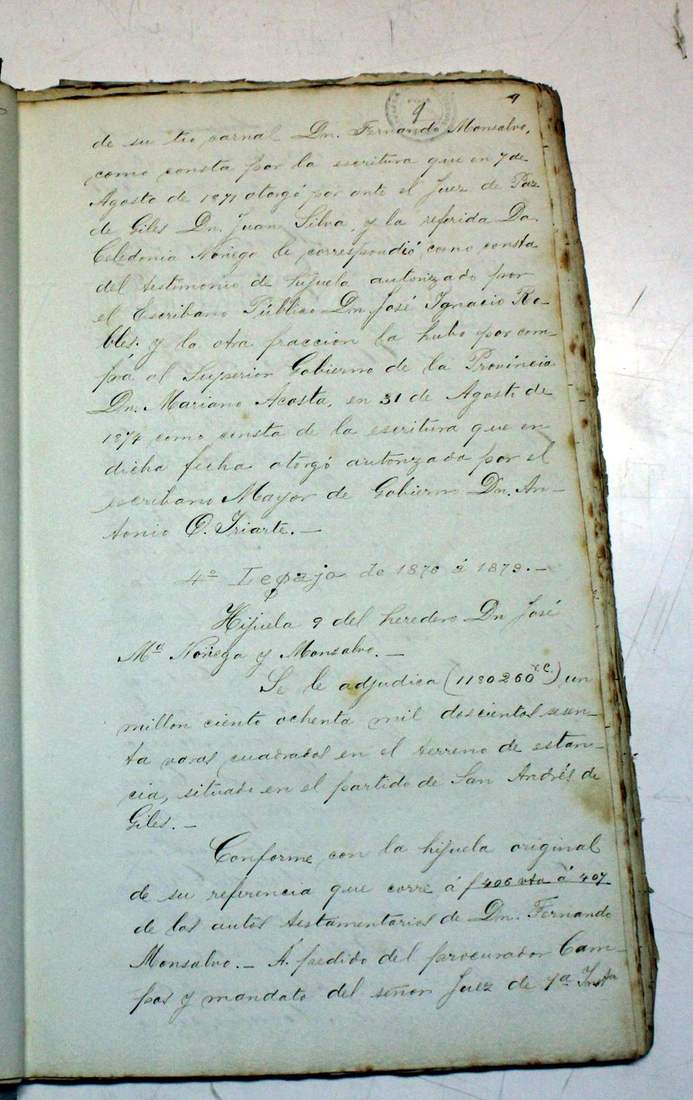 9
9
de su tio carnal Dn. Fernando Monsalvo,
como consta por la escritura que en 7 de
Agosto de 1871 otorgó por ante el Juez de Paz
de Giles Dn. Juan Silva, y la referida Da
Celedonia Noriega le correspondió como consta
del testimonio de hijuela autorizado por
el Escribano Público Dn José Ignacio Ro-
bles. y la otra fraccion la hubo por com-
pra al Superior Gobierno de la Provincia
Dn. Mariano Acosta, en 31 de Agosto de
1874 como consta de la escritura que en
dicha fecha otorgó autorizada por el
escribano Mayor de Gobierno Dn. An-
tonio O. Iriarte. —
4º Legajo de 1870 á 1879. —
Hijuela 9 del heredero Dn José
Mª Noriega y Monsalvo. —
Se le adjudica (1180260 v.c.) un
millon ciento ochenta mil doscientos sesen-
ta varas cuadradas en el terreno de estan-
cia, situado en el partido de San Andrés de
Giles. —
Conforme con la hijuela original
de su referencia que corre á f 406 vta á 407
de los autos testamentarios de Dn. Fernando
Monsalvo. — A pedido del procurador Cam-
pos y mandato del señor Juez de 1ª Insta